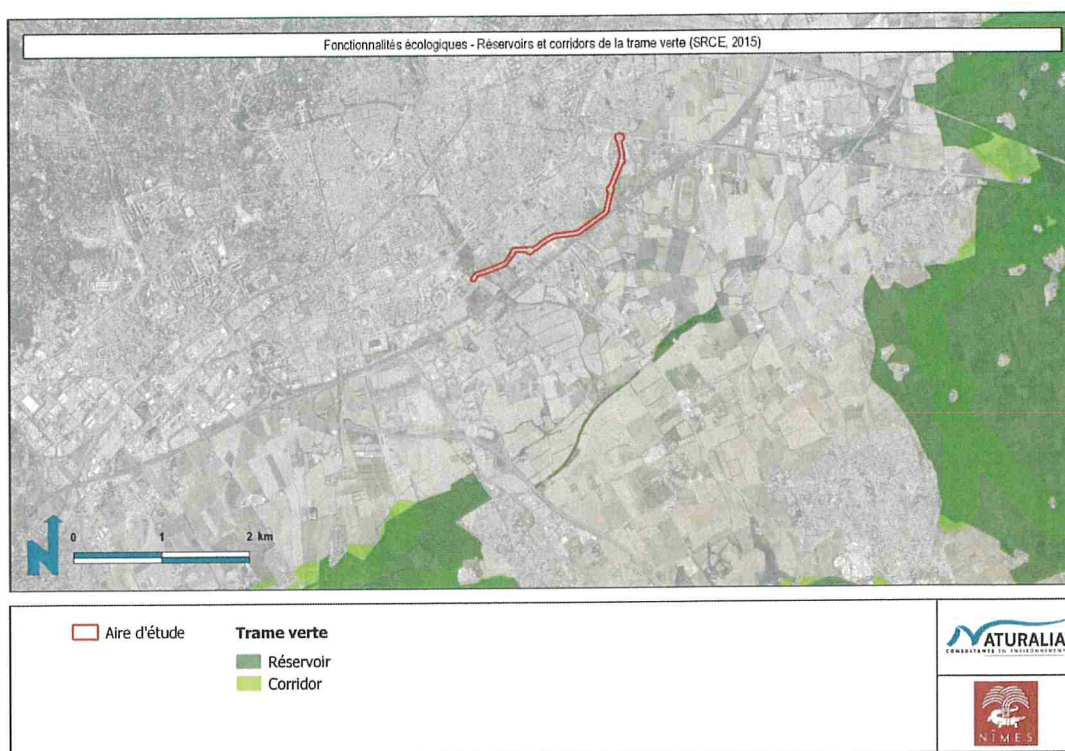 Fonctionnalités écologiques - Réservoirs et corridors de la trame verte (SRCE, 2015)
0 1 2 km
N
Aire d'étude
Trame verte
Réservoir
Corridor
NATURALIA
CONSULTANTS EN ENVIRONNEMENT
NÎMES